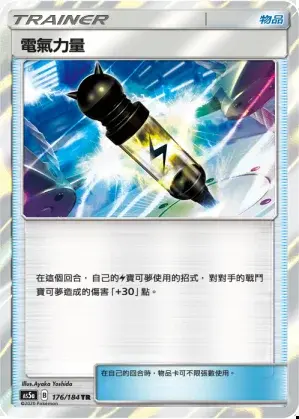 TRAINER 物品
電氣力量
在這個回合,自己的寶可夢使用的招式,對對手的戰鬥
寶可夢造成的傷害「+30」點。
Illus.Ayaka Yoshida
AS5a B 176/184 TR
©2020 Pokémon
在自己的回合時,物品卡可不限張數使用。